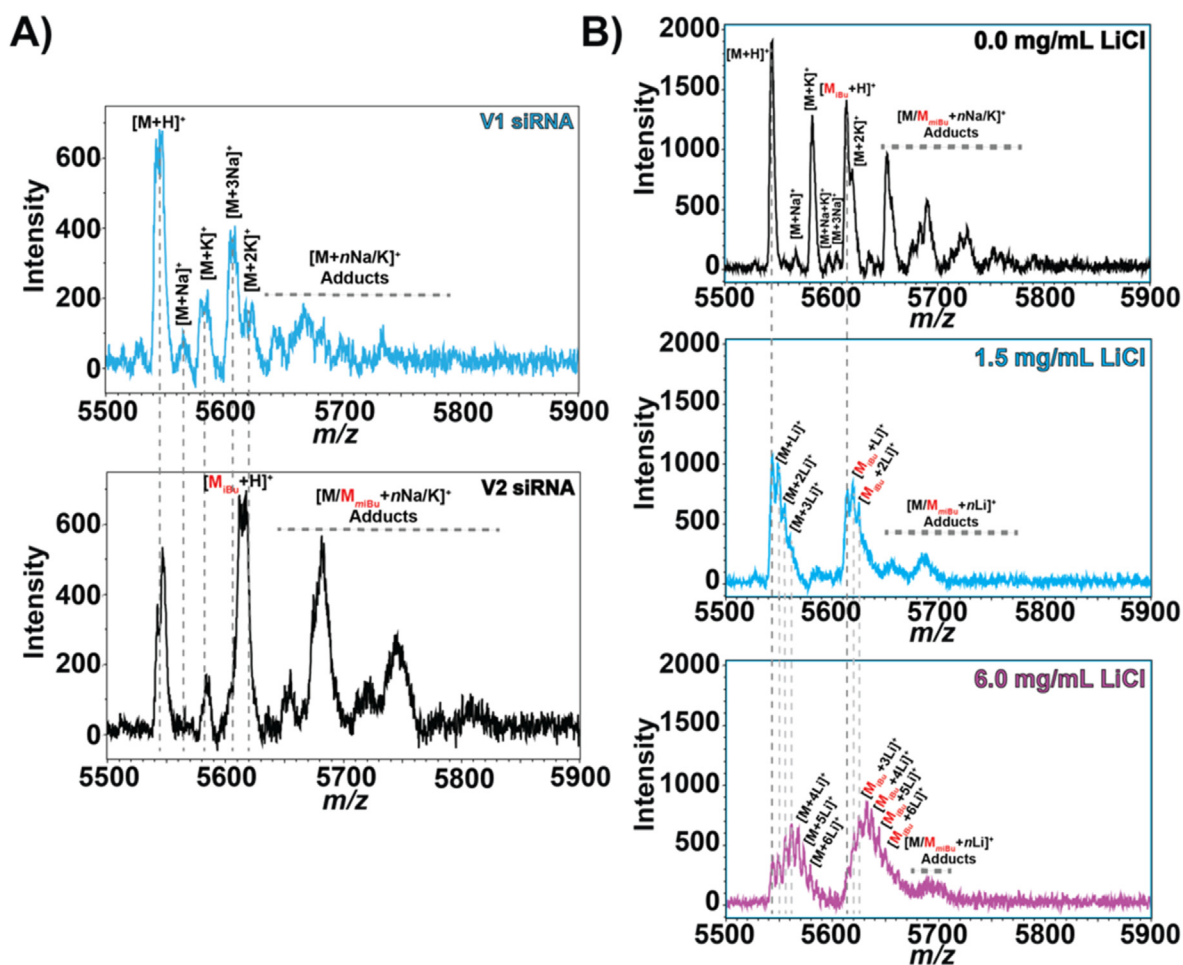 A)
V1 siRNA
[M+H]⁺
[M+Na]⁺
[M+K]⁺
[M+3Na]⁺
[M+2K]⁺
[M+nNa/K]⁺
Adducts
Intensity
600
400
200
0
5500 5600 5700 5800 5900
m/z
V2 siRNA
[MiBu+H]⁺
[M/MmiBu+nNa/K]⁺
Adducts
Intensity
600
400
200
0
5500 5600 5700 5800 5900
m/z
B)
0.0 mg/mL LiCl
[M+H]⁺
[M+Na]⁺
[M+K]⁺
[M+Na+K]⁺
[M+3Na]⁺
[MiBu+H]⁺
[M+2K]⁺
[M/MmiBu+nNa/K]⁺
Adducts
Intensity
2000
1500
1000
500
0
5500 5600 5700 5800 5900
m/z
1.5 mg/mL LiCl
[M+Li]⁺
[M+2Li]⁺
[M+3Li]⁺
[MiBu+Li]⁺
[MiBu+2Li]⁺
[M/MmiBu+nLi]⁺
Adducts
Intensity
2000
1500
1000
500
0
5500 5600 5700 5800 5900
m/z
6.0 mg/mL LiCl
[M+4Li]⁺
[M+5Li]⁺
[M+6Li]⁺
[MiBu+3Li]⁺
[MiBu+4Li]⁺
[MiBu+5Li]⁺
[MiBu+6Li]⁺
[M/MmiBu+nLi]⁺
Adducts
Intensity
2000
1500
1000
500
0
5500 5600 5700 5800 5900
m/z